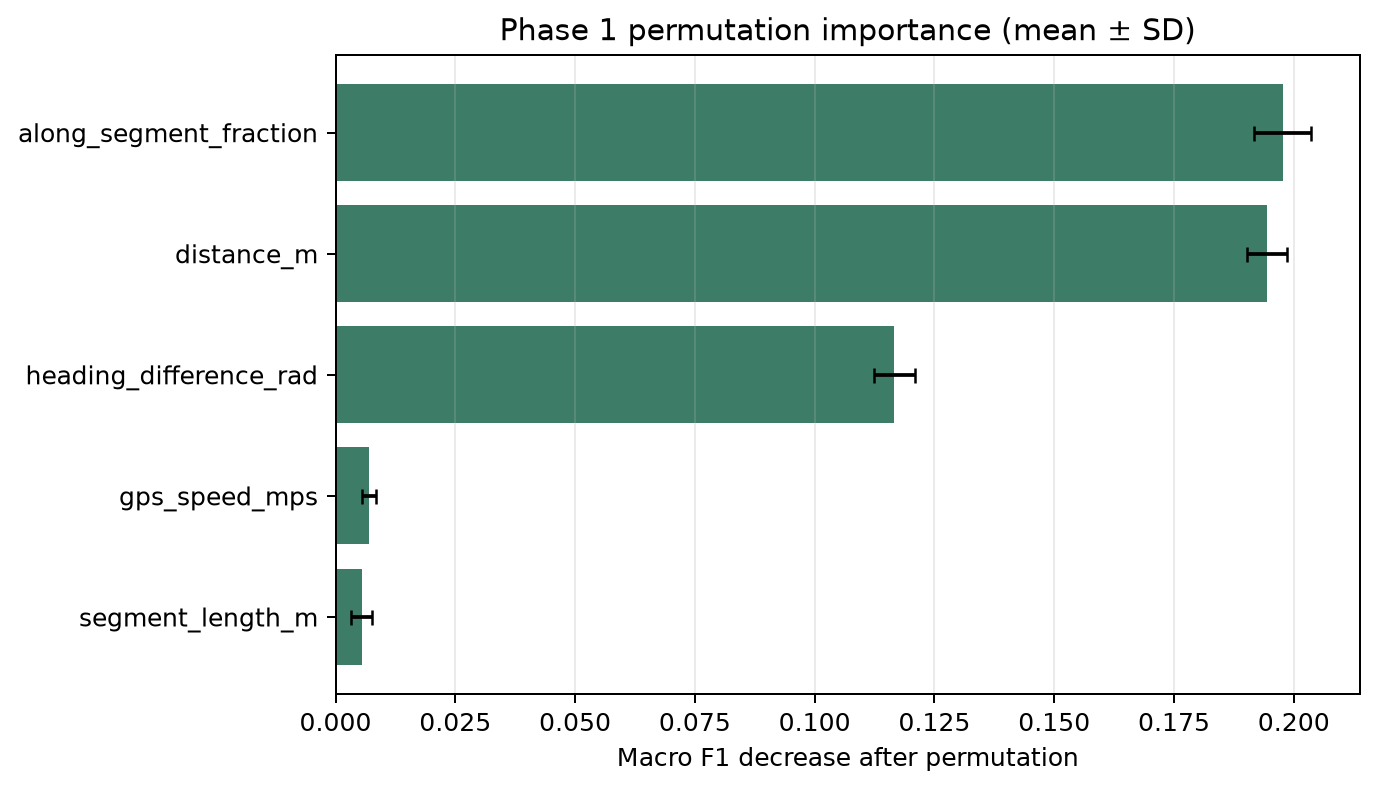 Phase 1 permutation importance (mean ± SD)
along_segment_fraction
distance_m
heading_difference_rad
gps_speed_mps
segment_length_m
0.000 0.025 0.050 0.075 0.100 0.125 0.150 0.175 0.200
Macro F1 decrease after permutation